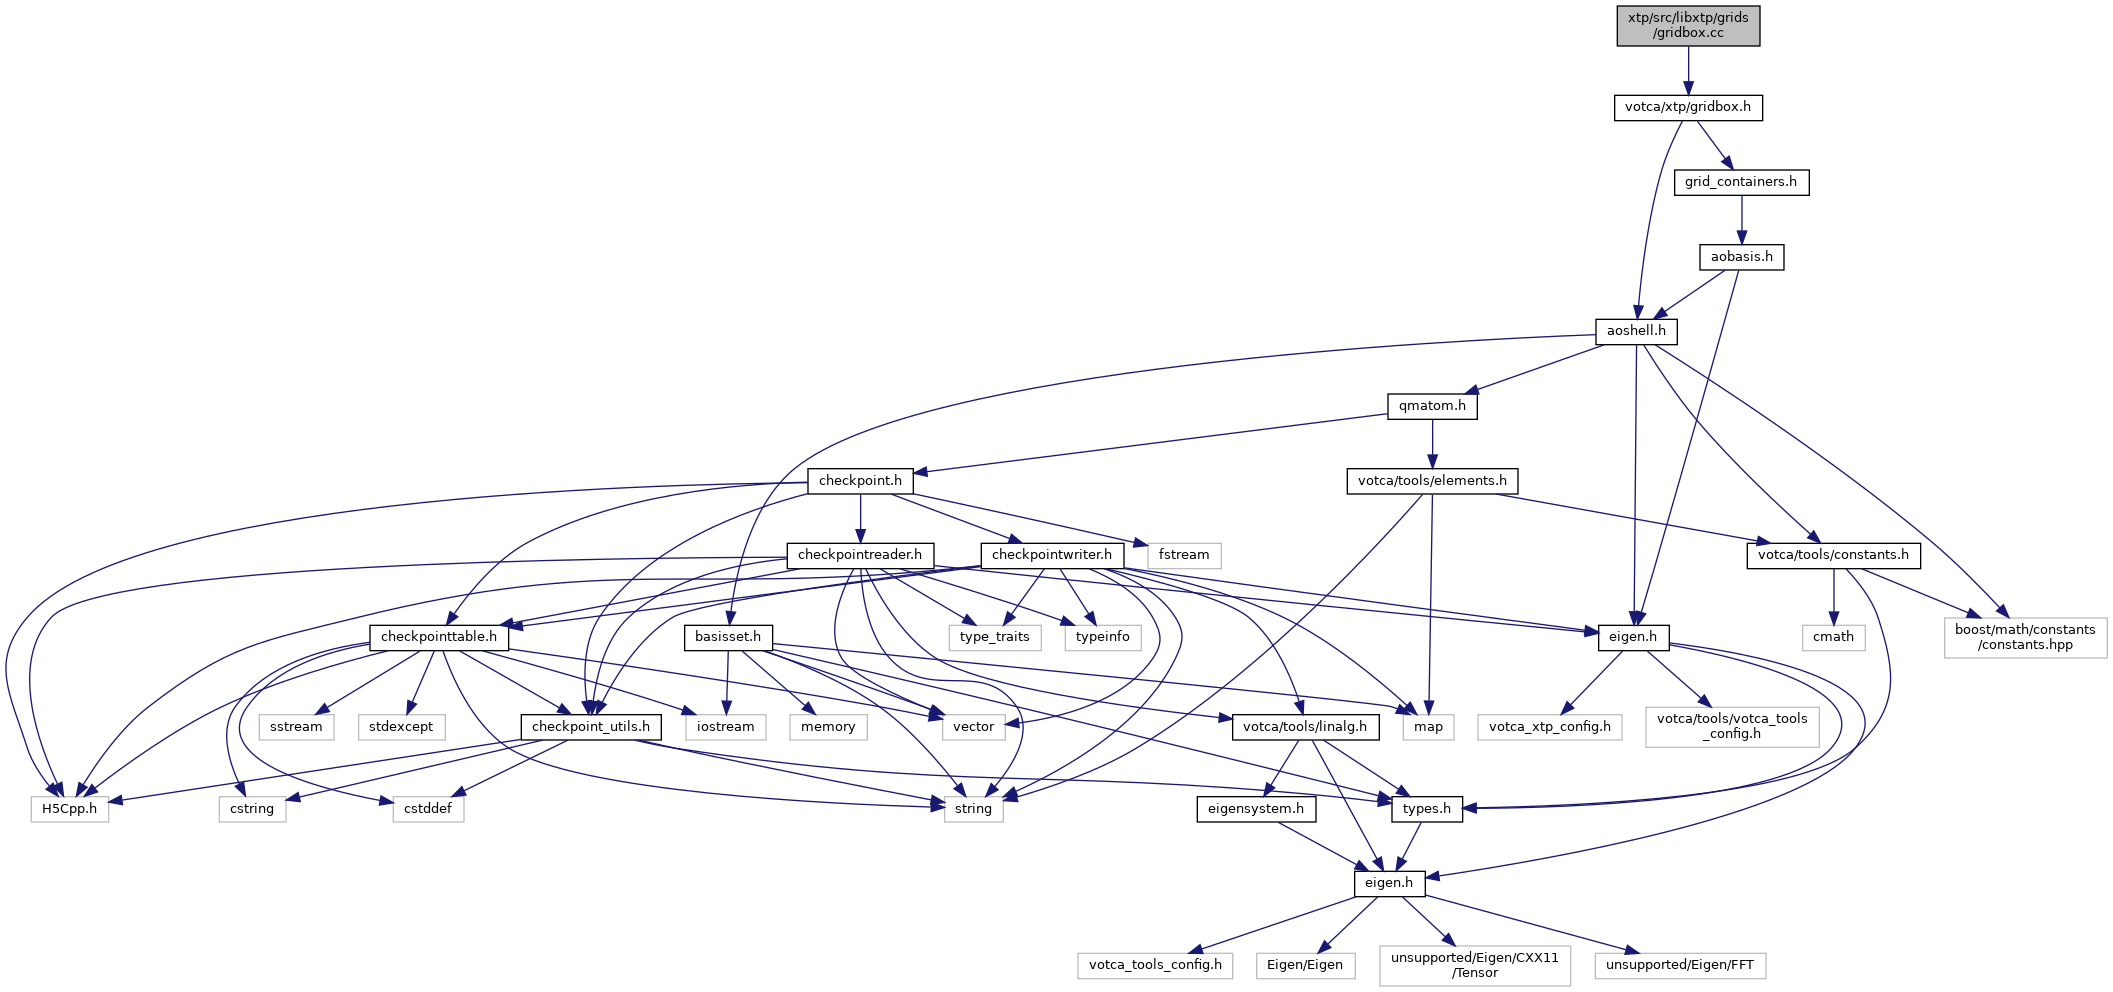 xtp/src/libxtp/grids
/gridbox.cc
votca/xtp/gridbox.h
grid_containers.h
aobasis.h
aoshell.h
qmatom.h
checkpoint.h
votca/tools/elements.h
checkpointreader.h
checkpointwriter.h
fstream
votca/tools/constants.h
checkpointtable.h
basisset.h
type_traits
typeinfo
eigen.h
cmath
boost/math/constants
/constants.hpp
sstream
stdexcept
checkpoint_utils.h
iostream
memory
vector
votca/tools/linalg.h
map
votca_xtp_config.h
votca/tools/votca_tools
_config.h
H5Cpp.h
cstring
cstddef
string
eigensystem.h
types.h
eigen.h
votca_tools_config.h
Eigen/Eigen
unsupported/Eigen/CXX11
/Tensor
unsupported/Eigen/FFT